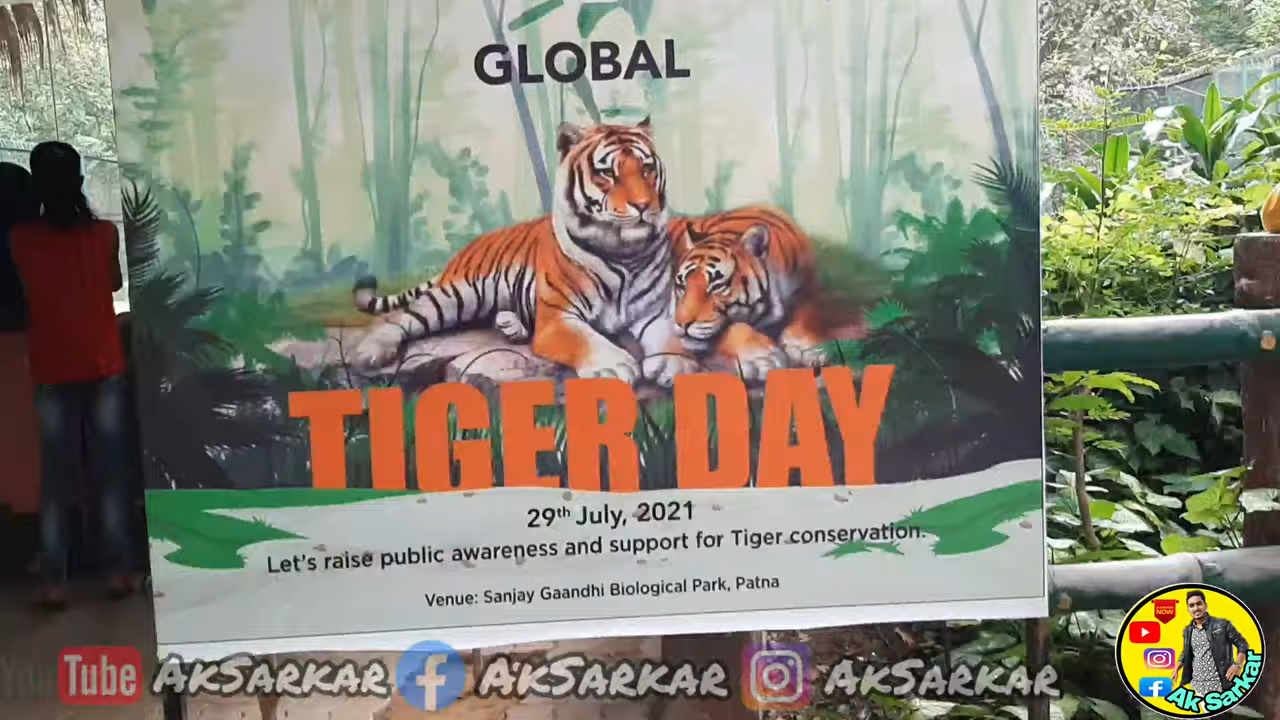 GLOBAL
TIGER DAY
29th July, 2021
Let's raise public awareness and support for Tiger conservation.
Venue: Sanjay Gaandhi Biological Park, Patna
YouTube AKSARKAR AKSARKAR AKSARKAR
NOW
Ak Sarkar